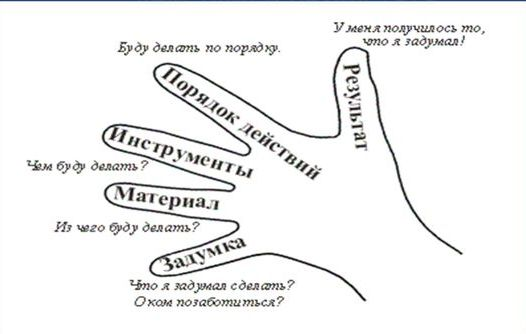 У меня получилось то,
что я задумал!
Буду делать по порядку.
Результат
Порядок действий
Инструменты
Чем буду делать?
Материал
Из чего буду делать?
Задумка
Что я задумал сделать?
О ком позаботиться?